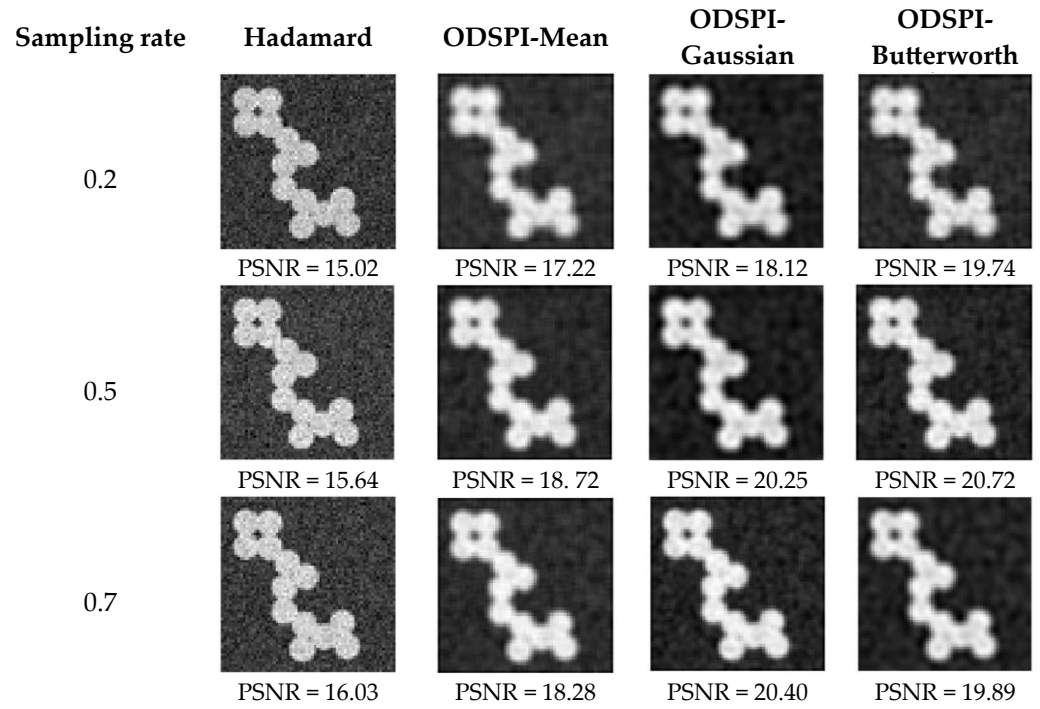 Sampling rate Hadamard ODSPI-Mean ODSPI-Gaussian ODSPI-Butterworth
0.2
PSNR = 15.02 PSNR = 17.22 PSNR = 18.12 PSNR = 19.74
0.5
PSNR = 15.64 PSNR = 18. 72 PSNR = 20.25 PSNR = 20.72
0.7
PSNR = 16.03 PSNR = 18.28 PSNR = 20.40 PSNR = 19.89